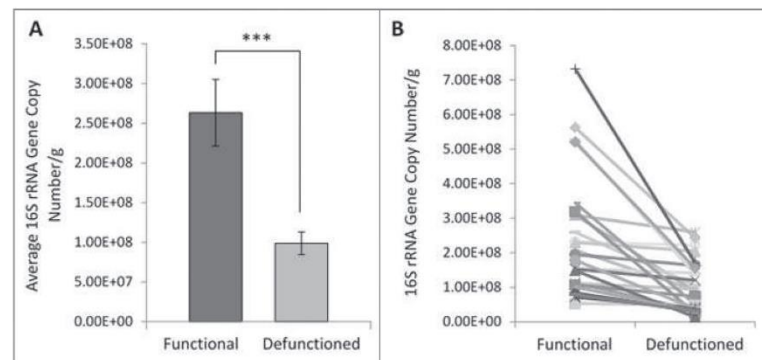 A
Average 16S rRNA Gene Copy
Number/g
3.50E+08
3.00E+08
2.50E+08
2.00E+08
1.50E+08
1.00E+08
5.00E+07
0.00E+00
***
Functional
Defunctioned
B
16S rRNA Gene Copy Number/g
8.00E+08
7.00E+08
6.00E+08
5.00E+08
4.00E+08
3.00E+08
2.00E+08
1.00E+08
0.00E+00
Functional
Defunctioned